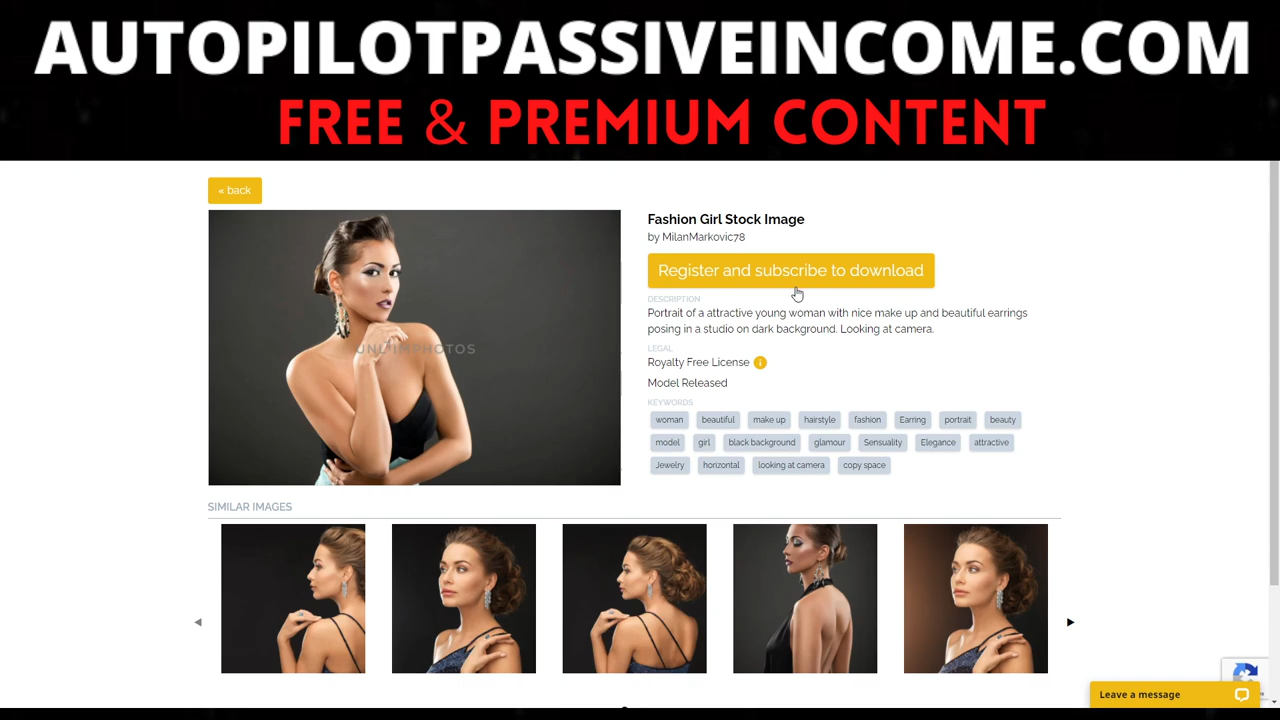 AUTOPILOTPASSIVEINCOME.COM
FREE & PREMIUM CONTENT
« back
Fashion Girl Stock Image
by MilanMarkovic78
Register and subscribe to download
DESCRIPTION
Portrait of a attractive young woman with nice make up and beautiful earrings
posing in a studio on dark background. Looking at camera.
LEGAL
Royalty Free License i
Model Released
KEYWORDS
woman beautiful make up hairstyle fashion Earring portrait beauty
model girl black background glamour Sensuality Elegance attractive
Jewelry horizontal looking at camera copy space
SIMILAR IMAGES
Leave a message